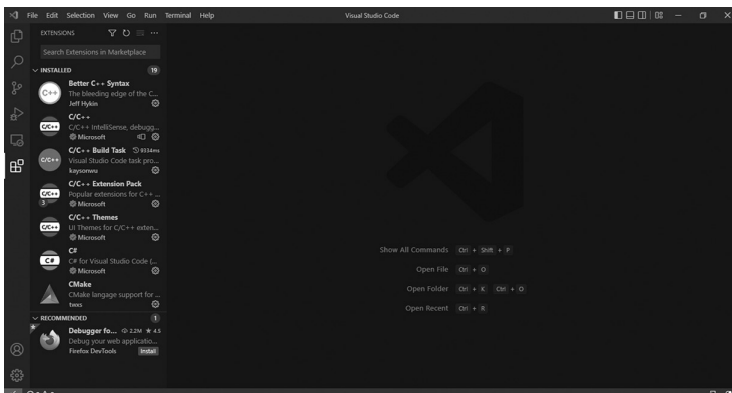 File Edit Selection View Go Run Terminal Help
Visual Studio Code
EXTENSIONS
Search Extensions in Marketplace
INSTALLED 19
Better C++ Syntax
The bleeding edge of the C...
Jeff Hykin
C/C++
C/C++ IntelliSense, debugg...
Microsoft
C/C++ Build Task 9334ms
Visual Studio Code task pro...
kaysonwu
C/C++ Extension Pack
Popular extensions for C++ ...
Microsoft
3
C/C++ Themes
UI Themes for C/C++ exten...
Microsoft
C#
C# for Visual Studio Code (...
Microsoft
CMake
CMake langage support for ...
twxs
RECOMMENDED 1
Debugger fo... 2.2M ★ 4.5
Debug your web applicatio...
Firefox DevTools Install
C++
C/C++
C/C++
C/C++
C/C++
C#
Show All Commands Ctrl + Shift + P
Open File Ctrl + O
Open Folder Ctrl + K Ctrl + O
Open Recent Ctrl + R